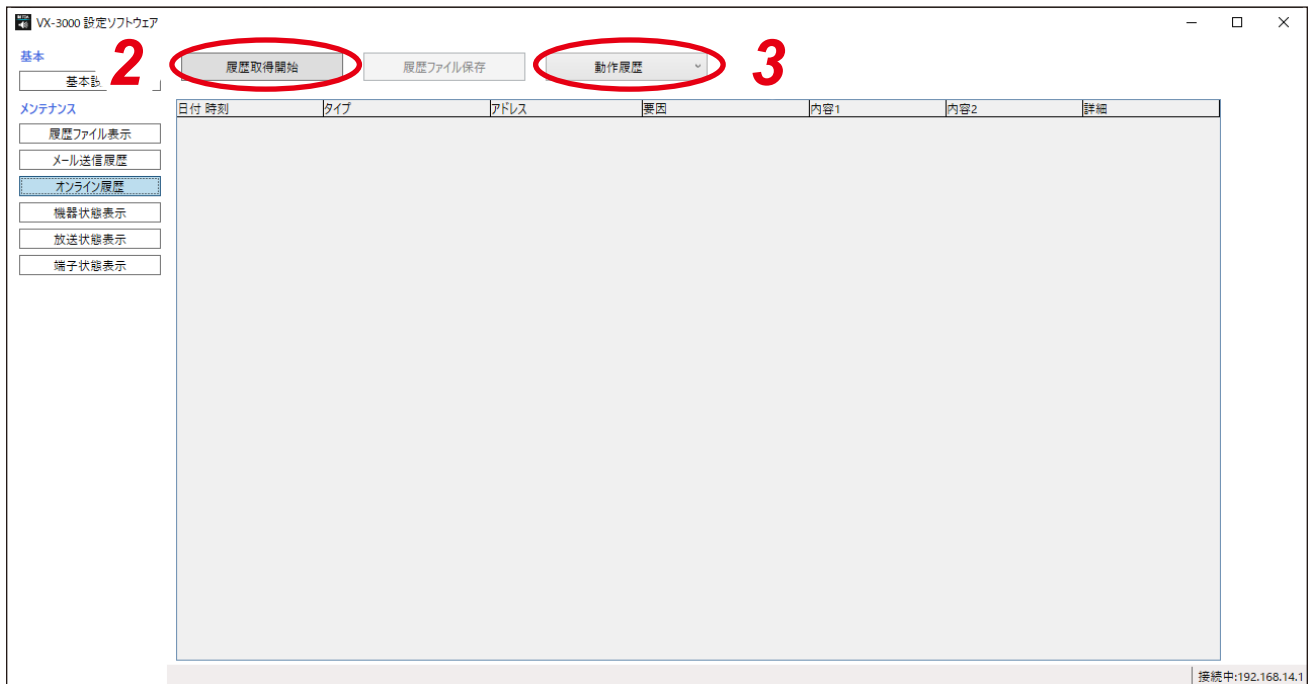 VX-3000 設定ソフトウェア
基本
2
履歴取得開始
履歴ファイル保存
動作履歴
3
基本設
メンテナンス
日付 時刻 タイプ アドレス 要因 内容1 内容2 詳細
履歴ファイル表示
メール送信履歴
オンライン履歴
機器状態表示
放送状態表示
端子状態表示
接続中:192.168.14.1